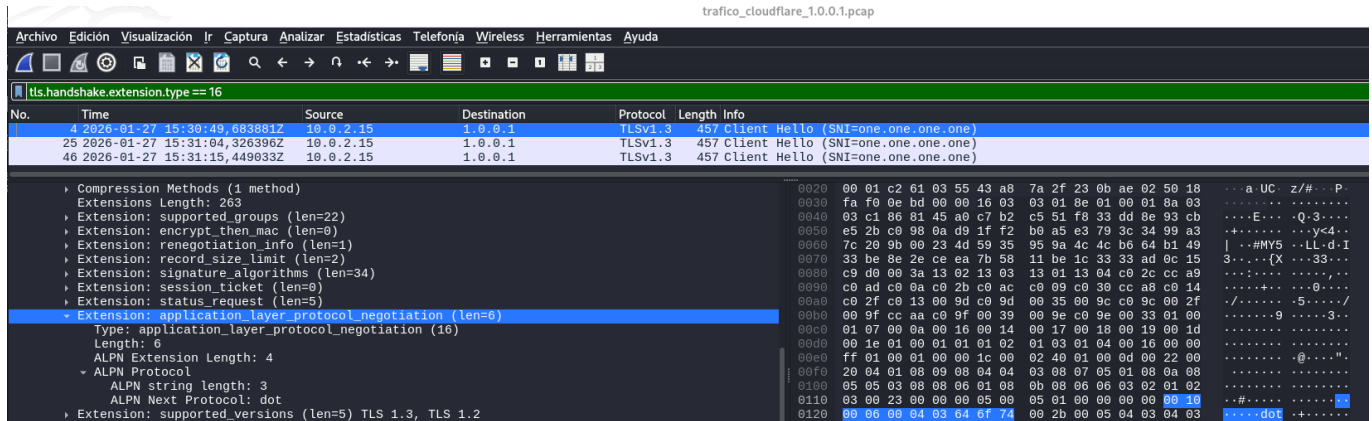 trafico_cloudflare_1.0.0.1.pcap
Archivo Edición Visualización Ir Captura Analizar Estadísticas Telefonía Wireless Herramientas Ayuda
tls.handshake.extension.type == 16
No. Time Source Destination Protocol Length Info
4 2026-01-27 15:30:49,683881Z 10.0.2.15 1.0.0.1 TLSv1.3 457 Client Hello (SNI=one.one.one.one)
25 2026-01-27 15:31:04,326396Z 10.0.2.15 1.0.0.1 TLSv1.3 457 Client Hello (SNI=one.one.one.one)
46 2026-01-27 15:31:15,449033Z 10.0.2.15 1.0.0.1 TLSv1.3 457 Client Hello (SNI=one.one.one.one)
Compression Methods (1 method)
Extensions Length: 263
Extension: supported_groups (len=22)
Extension: encrypt_then_mac (len=0)
Extension: renegotiation_info (len=1)
Extension: record_size_limit (len=2)
Extension: signature_algorithms (len=34)
Extension: session_ticket (len=0)
Extension: status_request (len=5)
Extension: application_layer_protocol_negotiation (len=6)
Type: application_layer_protocol_negotiation (16)
Length: 6
ALPN Extension Length: 4
ALPN Protocol
ALPN string length: 3
ALPN Next Protocol: dot
Extension: supported_versions (len=5) TLS 1.3, TLS 1.2
0020 00 01 c2 61 03 55 43 a8 7a 2f 23 0b ae 02 50 18 ···a·UC· z/#···P·
0030 fa f0 0e bd 00 00 16 03 03 01 8e 01 00 01 8a 03 ········ ········
0040 03 c1 86 81 45 a0 c7 b2 c5 51 f8 33 dd 8e 93 cb ····E··· ·Q·3····
0050 e5 2b c0 98 0a d9 1f f2 b0 a5 e3 79 3c 34 99 a3 ·+······ ···y<4··
0060 7c 20 9b 00 23 4d 59 35 95 9a 4c 4c b6 64 b1 49 | ··#MY5 ··LL·d·I
0070 33 be 8e 2e ce ea 7b 58 11 be 1c 33 33 ad 0c 15 3··.··{X ···33···
0080 c9 d0 00 3a 13 02 13 03 13 01 13 04 c0 2c cc a9 ···:···· ·····,··
0090 c0 ad c0 0a c0 2b c0 ac c0 09 c0 30 cc a8 c0 14 ·····+·· ···0····
00a0 c0 2f c0 13 00 9d c0 9d 00 35 00 9c c0 9c 00 2f ·/······ ·5·····/
00b0 00 9f cc aa c0 9f 00 39 00 9e c0 9e 00 33 01 00 ·······9 ·····3··
00c0 01 07 00 0a 00 16 00 14 00 17 00 18 00 19 00 1d ········ ········
00d0 00 1e 01 00 01 01 01 02 01 03 01 04 00 16 00 00 ········ ········
00e0 ff 01 00 01 00 00 1c 00 02 40 01 00 0d 00 22 00 ········ ·@····"·
00f0 20 04 01 08 09 08 04 04 03 08 07 05 01 08 0a 08 ······· ········
0100 05 05 03 08 08 06 01 08 0b 08 06 06 03 02 01 02 ········ ········
0110 03 00 23 00 00 00 05 00 05 01 00 00 00 00 00 10 ··#····· ········
0120 00 06 00 04 03 64 6f 74 00 2b 00 05 04 03 04 03 ·····dot ·+······